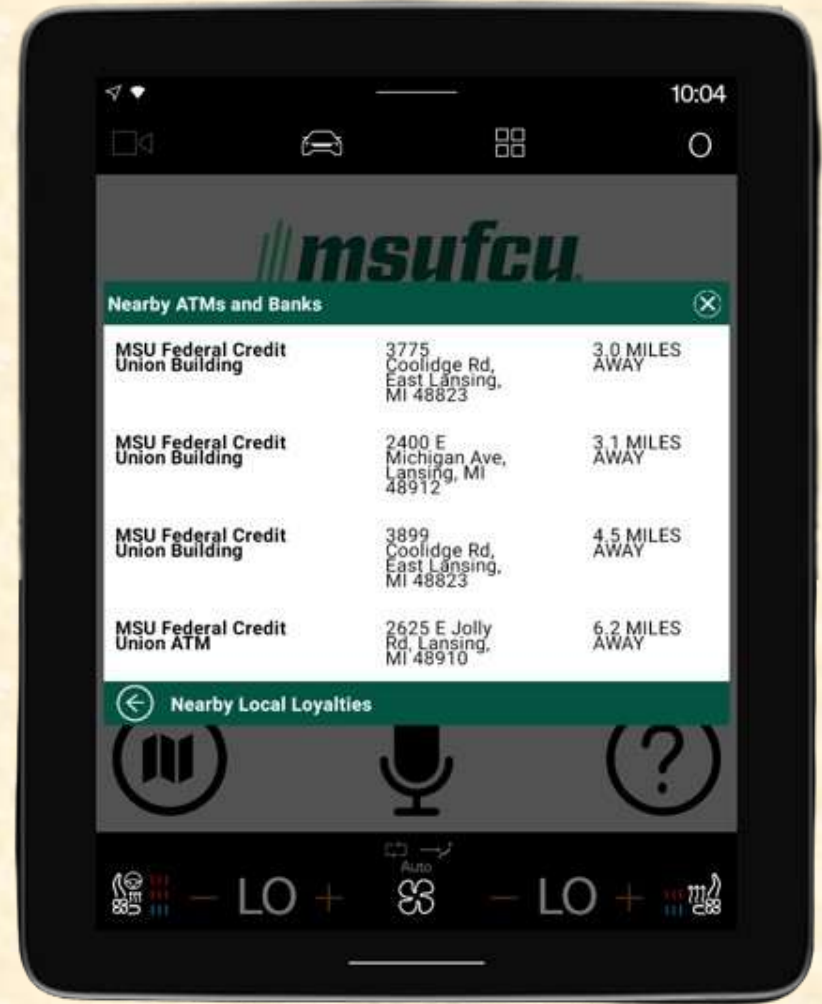 10:04
msufcu
Nearby ATMs and Banks
MSU Federal Credit
Union Building
3775
Coolidge Rd,
East Lansing,
MI 48823
3.0 MILES
AWAY
MSU Federal Credit
Union Building
2400 E
Michigan Ave,
Lansing, MI
48912
3.1 MILES
AWAY
MSU Federal Credit
Union Building
3899
Coolidge Rd,
East Lansing,
MI 48823
4.5 MILES
AWAY
MSU Federal Credit
Union ATM
2625 E Jolly
Rd, Lansing,
MI 48910
6.2 MILES
AWAY
Nearby Local Loyalties
?
Auto
- LO +
- LO +